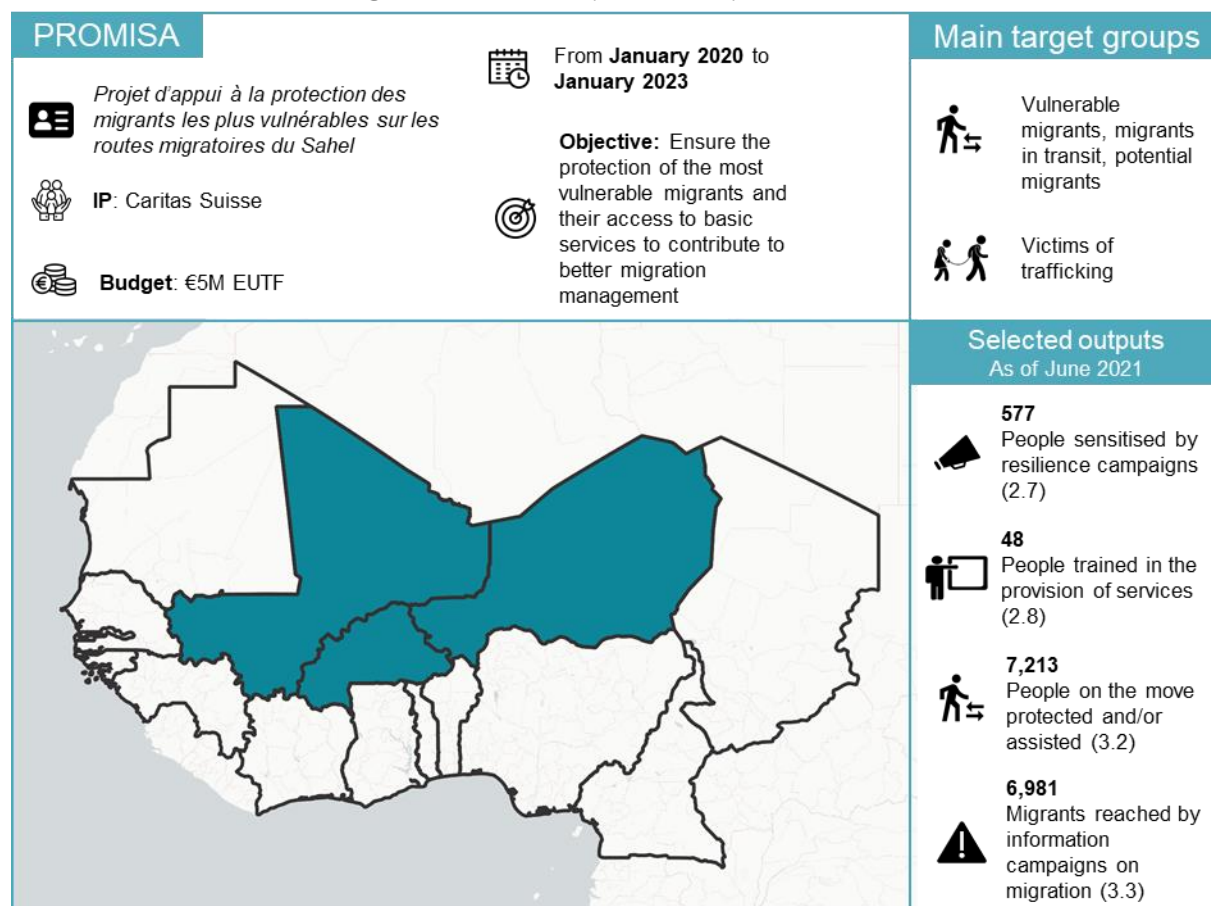 PROMISA
Projet d'appui à la protection des
migrants les plus vulnérables sur les
routes migratoires du Sahel
IP: Caritas Suisse
Budget: €5M EUTF
From January 2020 to
January 2023
Objective: Ensure the
protection of the most
vulnerable migrants and
their access to basic
services to contribute to
better migration
management
Main target groups
Vulnerable
migrants, migrants
in transit, potential
migrants
Victims of
trafficking
Selected outputs
As of June 2021
577
People sensitised by
resilience campaigns
(2.7)
48
People trained in the
provision of services
(2.8)
7,213
People on the move
protected and/or
assisted (3.2)
6,981
Migrants reached by
information
campaigns on
migration (3.3)